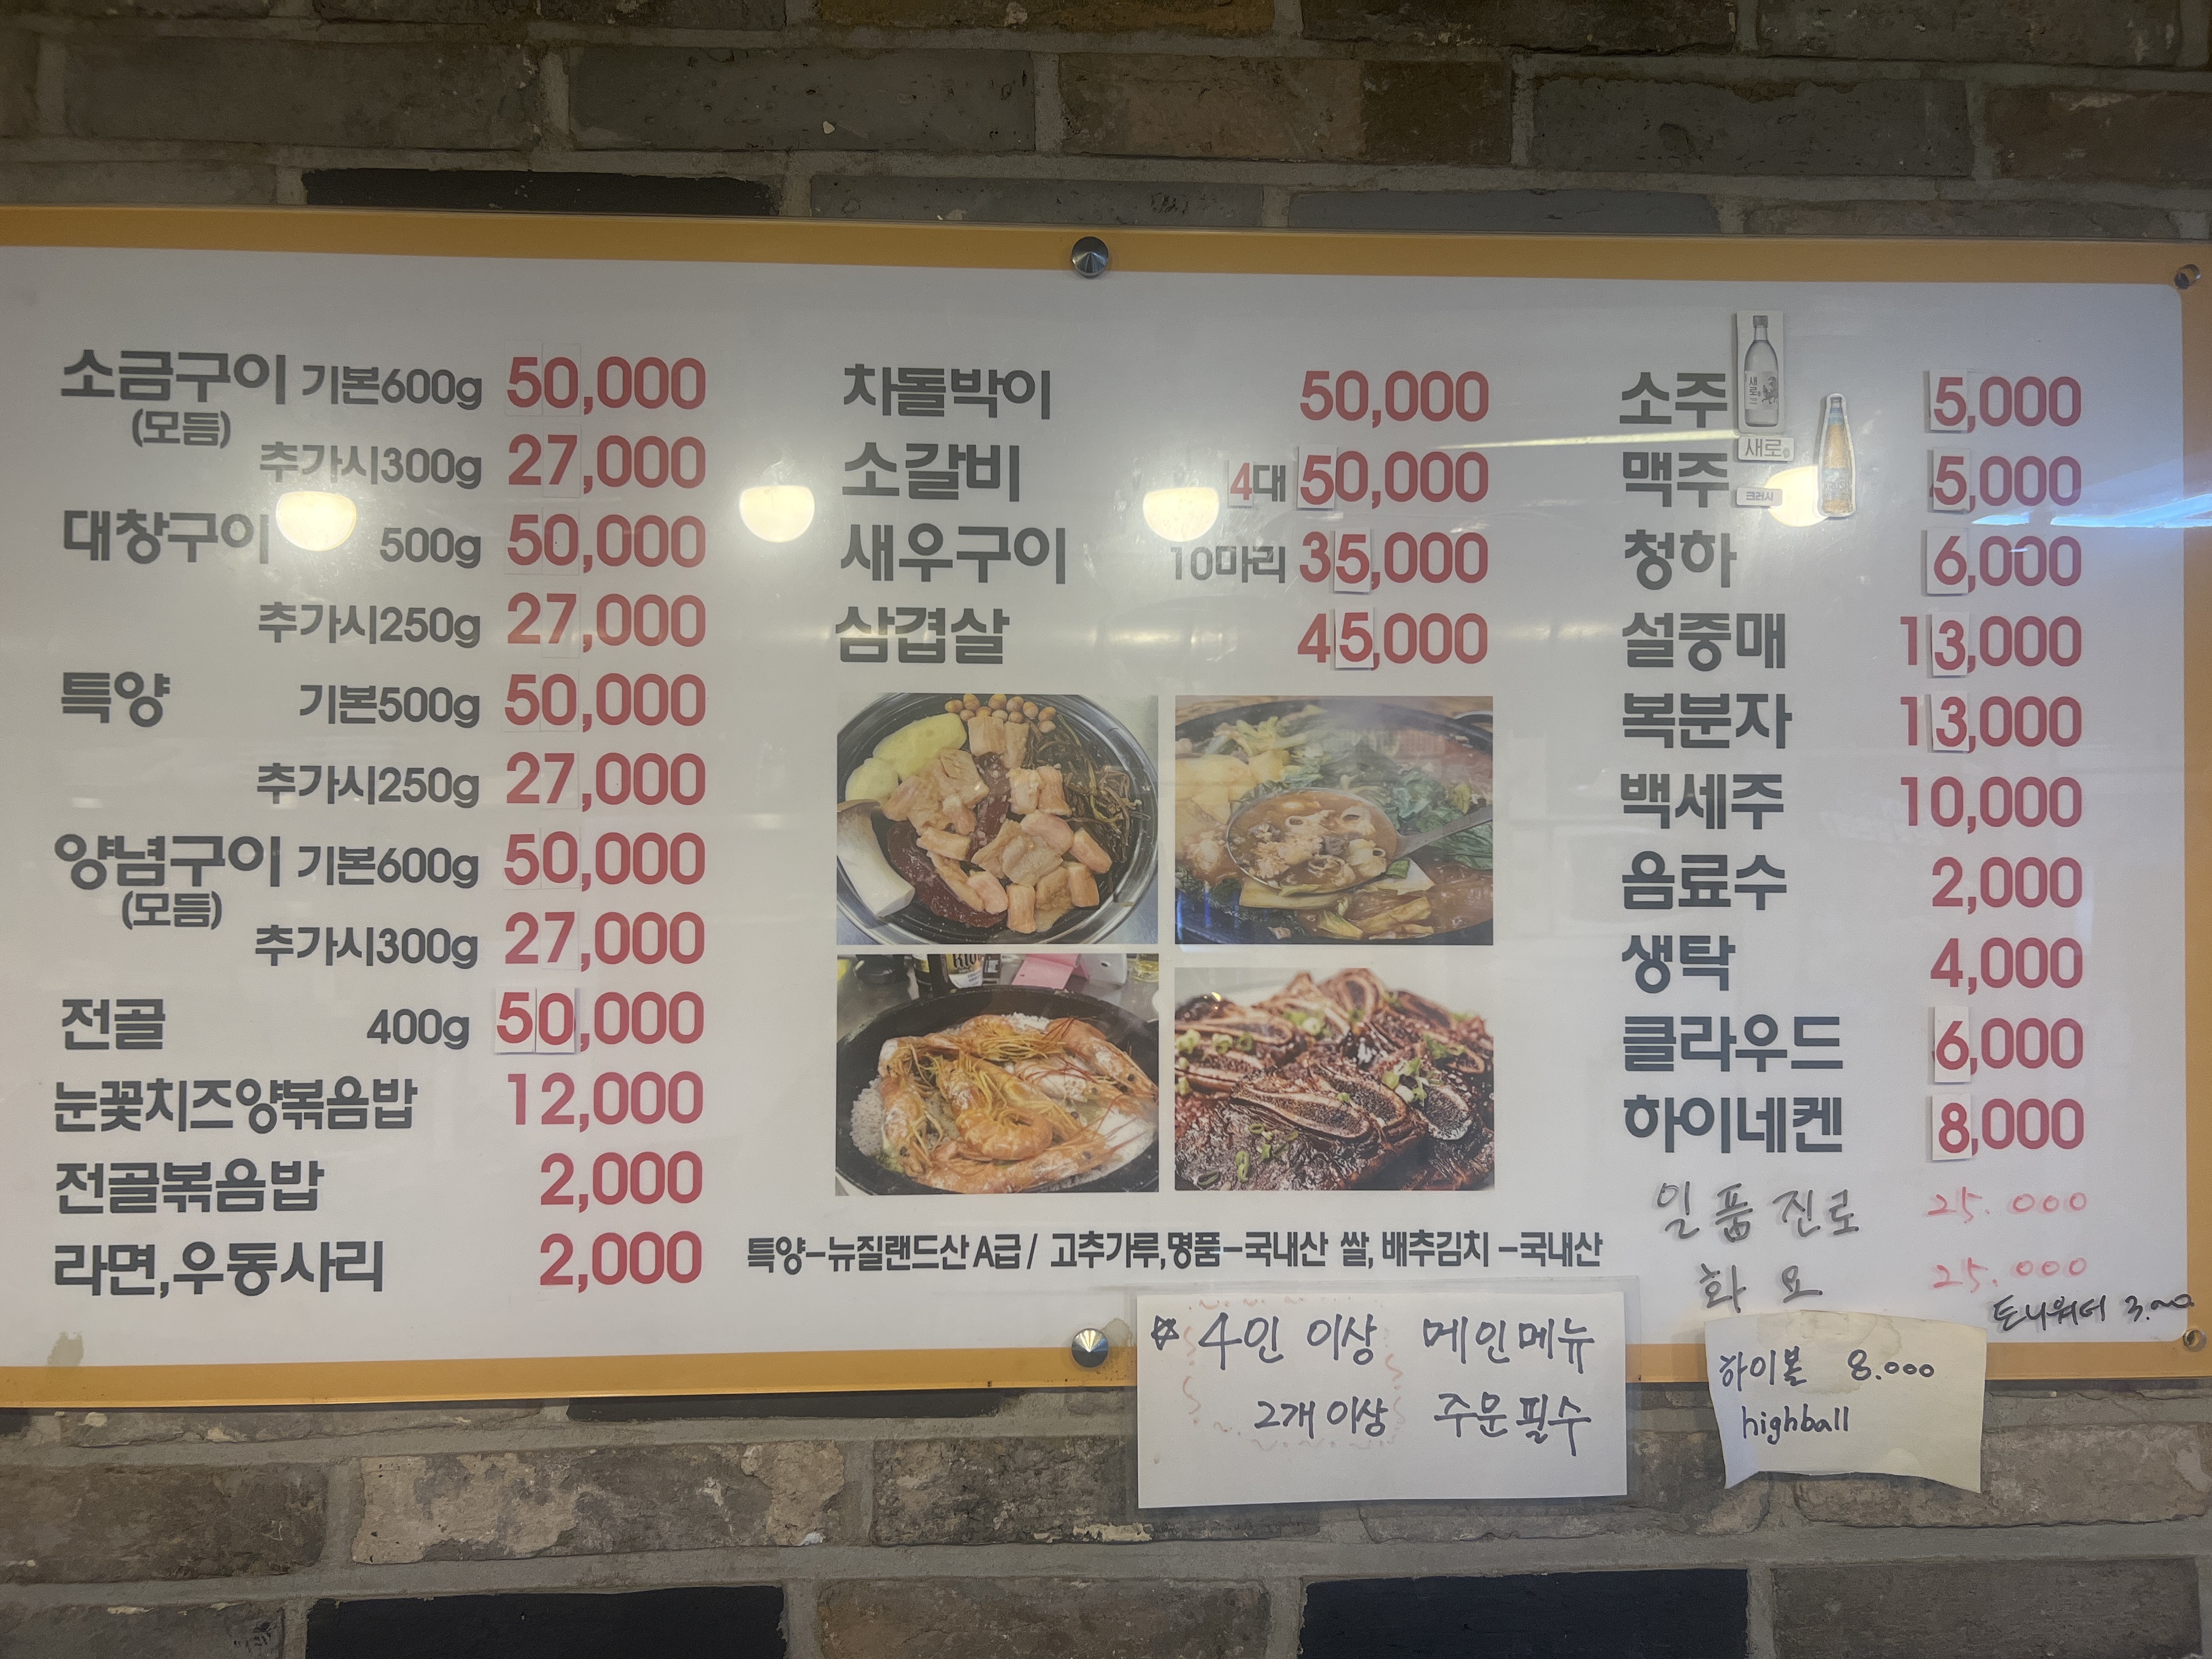 소금구이 기본600g 50,000
(모듬)
추가시300g 27,000
대창구이 500g 50,000
추가시250g 27,000
특양 기본500g 50,000
추가시250g 27,000
양념구이 기본600g 50,000
(모듬)
추가시300g 27,000
전골 400g 50,000
눈꽃치즈양볶음밥 12,000
전골볶음밥 2,000
라면,우동사리 2,000
차돌박이 50,000
소갈비 4대 50,000
새우구이 10마리 35,000
삼겹살 45,000
특양-뉴질랜드산 A급 / 고추가루,명품-국내산 쌀, 배추김치 -국내산
☆ 4인 이상 메인메뉴
2개 이상 주문필수
소주 5,000
새로
맥주 5,000
크러시
청하 6,000
설중매 13,000
복분자 13,000
백세주 10,000
음료수 2,000
생탁 4,000
클라우드 6,000
하이네켄 8,000
일품진로 25.000
화요 25.000
토니워터 3.000
하이볼 8.000
highball